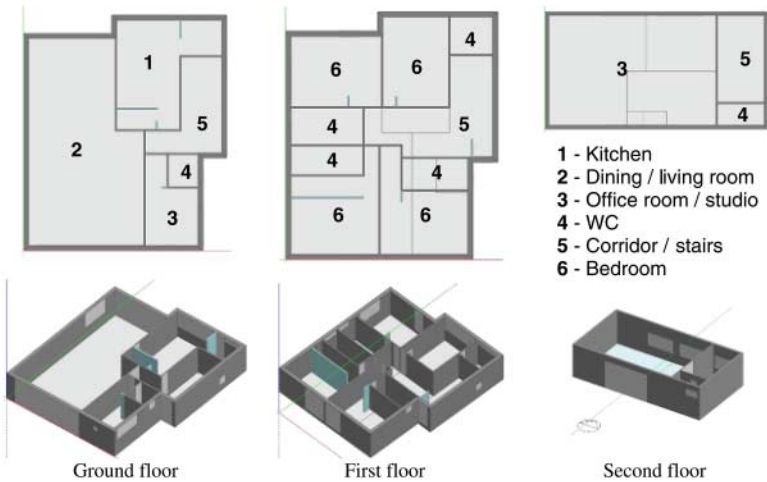 1
2
5
4
3
4
6
6
4
5
4
4
6
6
3
5
4
1 - Kitchen
2 - Dining / living room
3 - Office room / studio
4 - WC
5 - Corridor / stairs
6 - Bedroom
Ground floor
First floor
Second floor